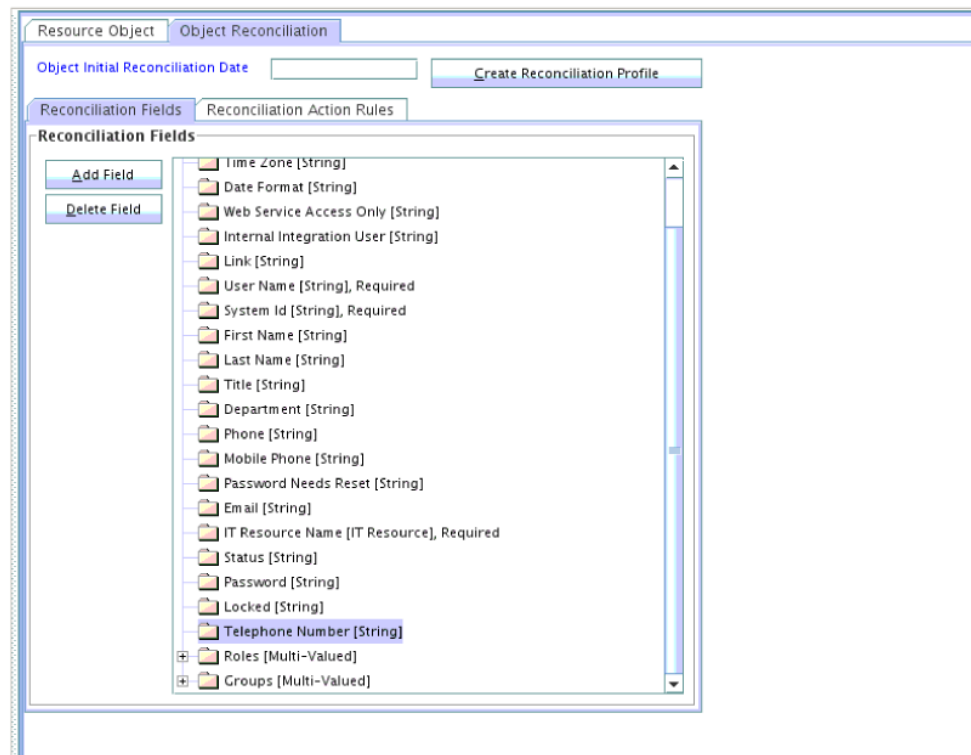 Resource Object Object Reconciliation
Object Initial Reconciliation Date Create Reconciliation Profile
Reconciliation Fields Reconciliation Action Rules
Reconciliation Fields
Add Field
Delete Field
Time Zone [String]
Date Format [String]
Web Service Access Only [String]
Internal Integration User [String]
Link [String]
User Name [String], Required
System Id [String], Required
First Name [String]
Last Name [String]
Title [String]
Department [String]
Phone [String]
Mobile Phone [String]
Password Needs Reset [String]
Email [String]
IT Resource Name [IT Resource], Required
Status [String]
Password [String]
Locked [String]
Telephone Number [String]
Roles [Multi-Valued]
Groups [Multi-Valued]